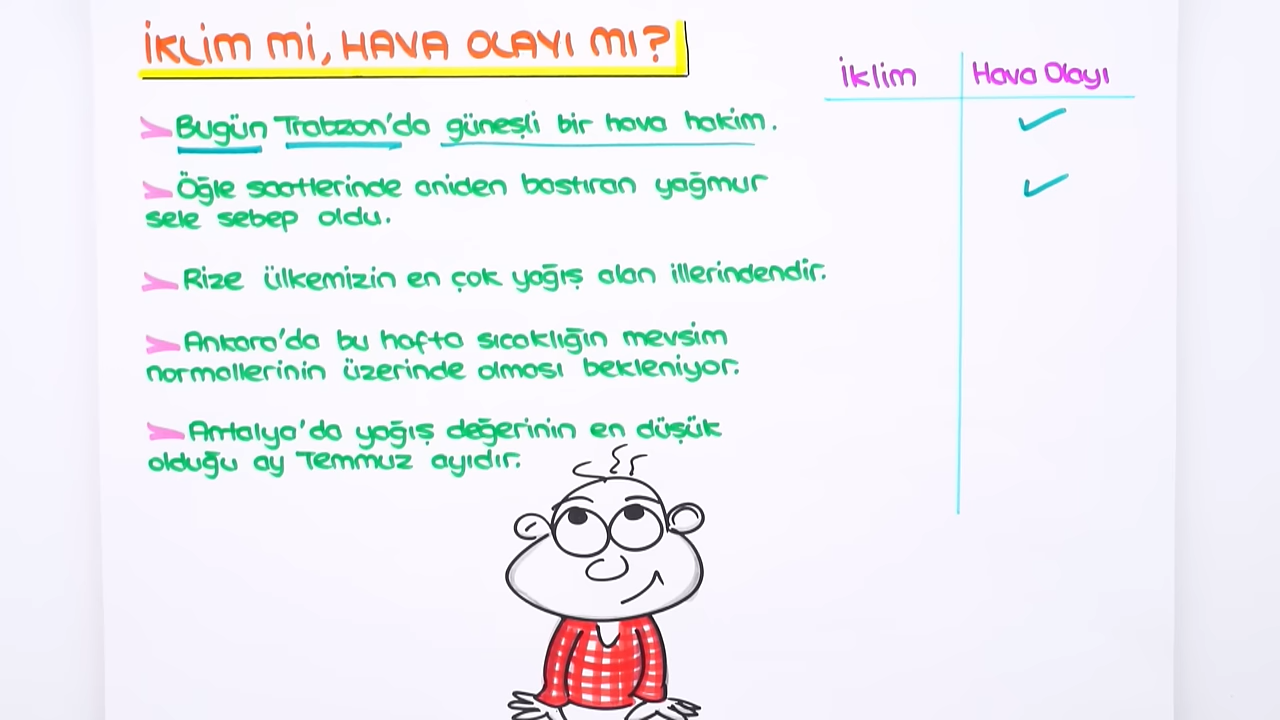 İKLİM Mİ, HAVA OLAYI MI?
İklim
Hava Olayı
Bugün Trabzon'da güneşli bir hava hakim.
Öğle saatlerinde aniden bastıran yağmur
sele sebep oldu.
Rize ülkemizin en çok yağış alan illerindendir.
Ankara'da bu hafta sıcaklığın mevsim
normallerinin üzerinde olması bekleniyor.
Antalya'da yağış değerinin en düşük
olduğu ay Temmuz ayıdır.